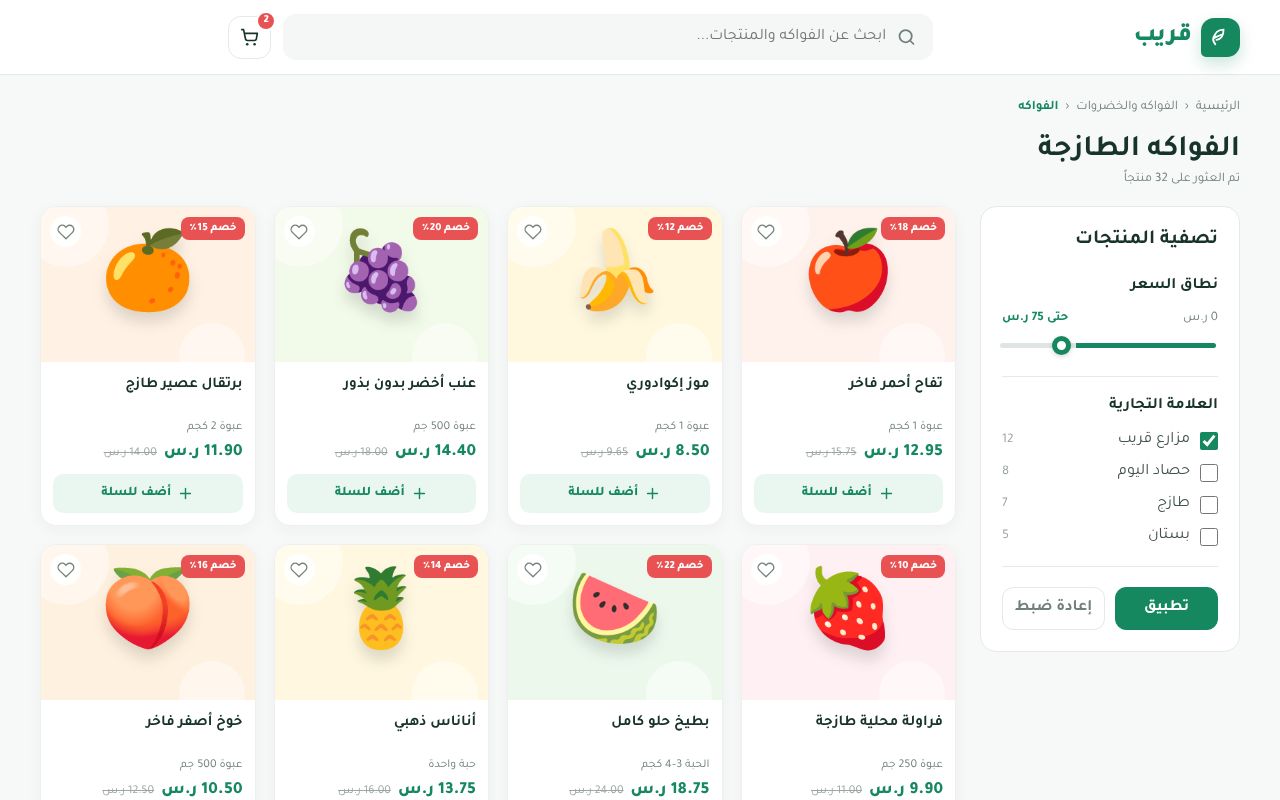 قريب
ابحث عن الفواكه والمنتجات...
2
الرئيسية ‹ الفواكه والخضروات ‹ الفواكه
الفواكه الطازجة
تم العثور على 32 منتجاً
تصفية المنتجات
نطاق السعر
0 ر.س
حتى 75 ر.س
العلامة التجارية
مزارع قريب 12
حصاد اليوم 8
طازج 7
بستان 5
تطبيق
إعادة ضبط
خصم 18٪
تفاح أحمر فاخر
عبوة 1 كجم
12.95 ر.س 15.75 ر.س
أضف للسلة
خصم 12٪
موز إكوادوري
عبوة 1 كجم
8.50 ر.س 9.65 ر.س
أضف للسلة
خصم 20٪
عنب أخضر بدون بذور
عبوة 500 جم
14.40 ر.س 18.00 ر.س
أضف للسلة
خصم 15٪
برتقال عصير طازج
عبوة 2 كجم
11.90 ر.س 14.00 ر.س
أضف للسلة
خصم 10٪
فراولة محلية طازجة
عبوة 250 جم
9.90 ر.س 11.00 ر.س
خصم 22٪
بطيخ حلو كامل
الحبة 3–4 كجم
18.75 ر.س 24.00 ر.س
خصم 14٪
أناناس ذهبي
حبة واحدة
13.75 ر.س 16.00 ر.س
خصم 16٪
خوخ أصفر فاخر
عبوة 500 جم
10.50 ر.س 12.50 ر.س